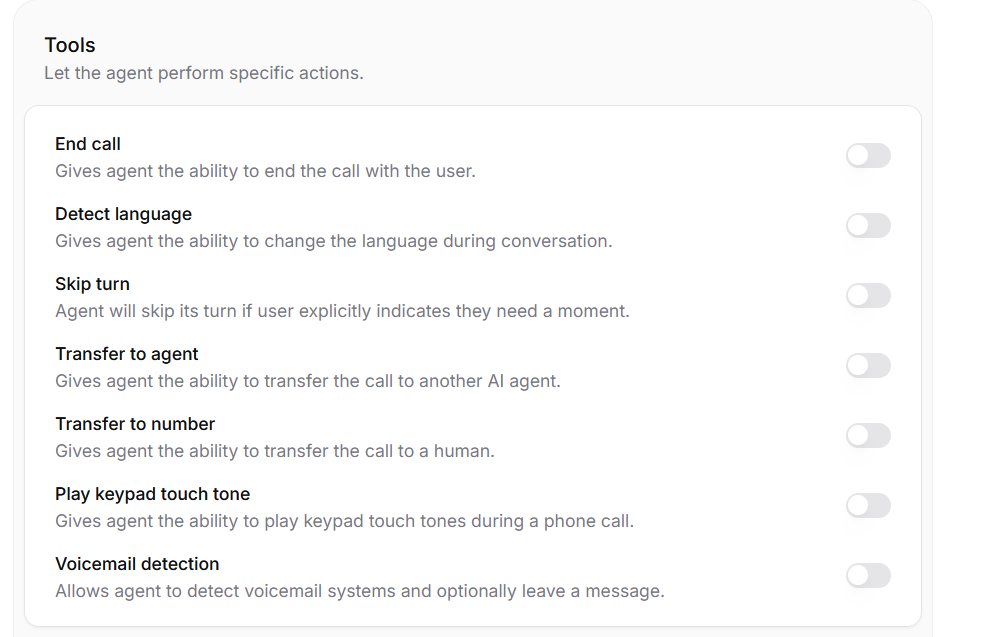 Tools
Let the agent perform specific actions.
End call
Gives agent the ability to end the call with the user.
Detect language
Gives agent the ability to change the language during conversation.
Skip turn
Agent will skip its turn if user explicitly indicates they need a moment.
Transfer to agent
Gives agent the ability to transfer the call to another AI agent.
Transfer to number
Gives agent the ability to transfer the call to a human.
Play keypad touch tone
Gives agent the ability to play keypad touch tones during a phone call.
Voicemail detection
Allows agent to detect voicemail systems and optionally leave a message.